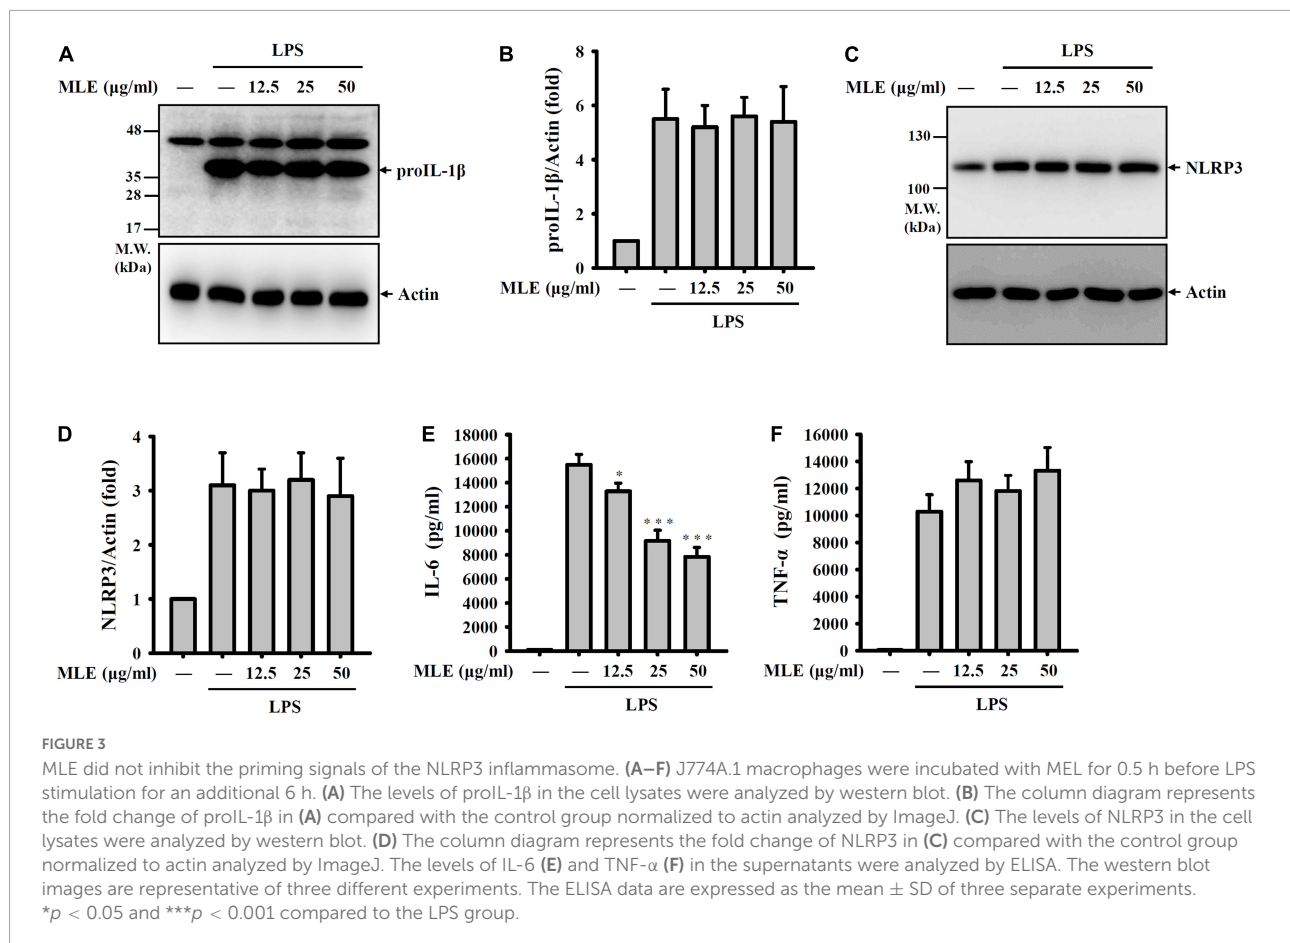 A
LPS
MLE (µg/ml) — — 12.5 25 50
48
35
28
17
M.W.
(kDa)
proIL-1β
Actin
B
proIL-1β/Actin (fold)
8
6
4
2
0
MLE (µg/ml) — — 12.5 25 50
LPS
C
LPS
MLE (µg/ml) — — 12.5 25 50
130
100
M.W.
(kDa)
NLRP3
Actin
D
NLRP3/Actin (fold)
4
3
2
1
0
MLE (µg/ml) — — 12.5 25 50
LPS
E
IL-6 (pg/ml)
18000
16000
14000
12000
10000
8000
6000
4000
2000
0
*
***
***
MLE (µg/ml) — — 12.5 25 50
LPS
F
TNF-α (pg/ml)
16000
14000
12000
10000
8000
6000
4000
2000
0
MLE (µg/ml) — — 12.5 25 50
LPS
FIGURE 3
MLE did not inhibit the priming signals of the NLRP3 inflammasome. (A–F) J774A.1 macrophages were incubated with MEL for 0.5 h before LPS
stimulation for an additional 6 h. (A) The levels of proIL-1β in the cell lysates were analyzed by western blot. (B) The column diagram represents
the fold change of proIL-1β in (A) compared with the control group normalized to actin analyzed by ImageJ. (C) The levels of NLRP3 in the cell
lysates were analyzed by western blot. (D) The column diagram represents the fold change of NLRP3 in (C) compared with the control group
normalized to actin analyzed by ImageJ. The levels of IL-6 (E) and TNF-α (F) in the supernatants were analyzed by ELISA. The western blot
images are representative of three different experiments. The ELISA data are expressed as the mean ± SD of three separate experiments.
*p < 0.05 and ***p < 0.001 compared to the LPS group.